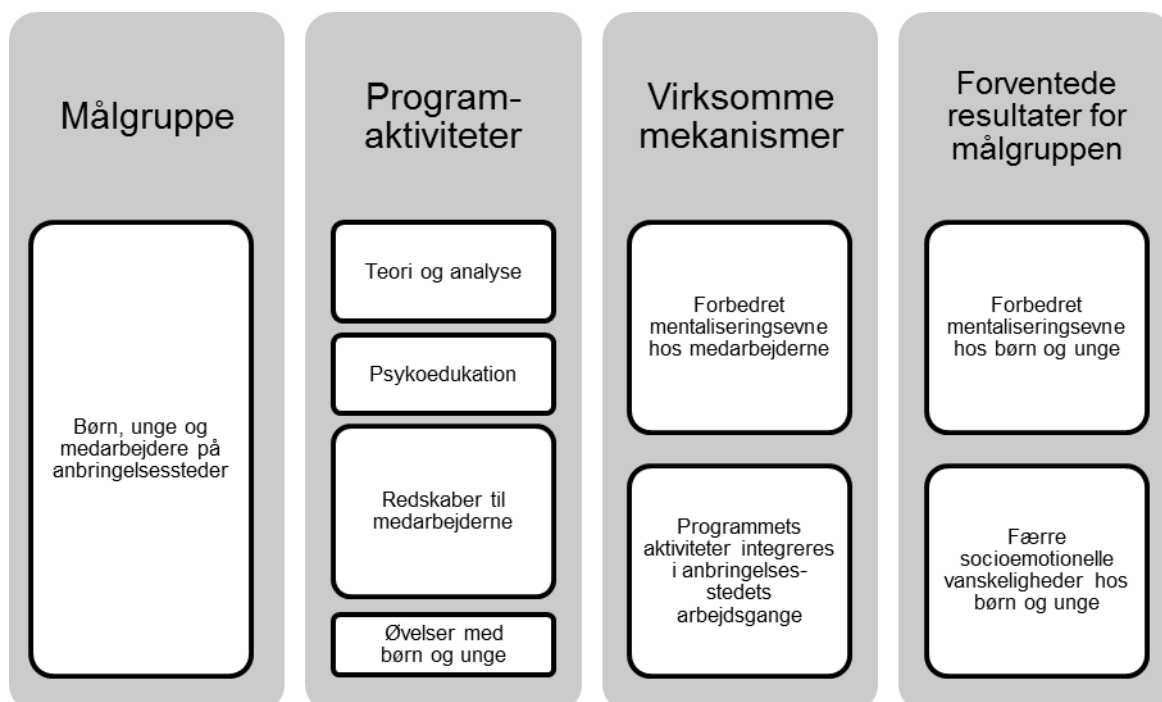 Målgruppe
Børn, unge og
medarbejdere på
anbringelsessteder
Program-
aktiviteter
Teori og analyse
Psykoedukation
Redskaber til
medarbejderne
Øvelser med
børn og unge
Virksomme
mekanismer
Forbedret
mentaliseringsevne
hos medarbejderne
Programmets
aktiviteter integreres
i anbringelses-
stedets
arbejdsgange
Forventede
resultater for
målgruppen
Forbedret
mentaliseringsevne
hos børn og unge
Færre
socioemotionelle
vanskeligheder hos
børn og unge